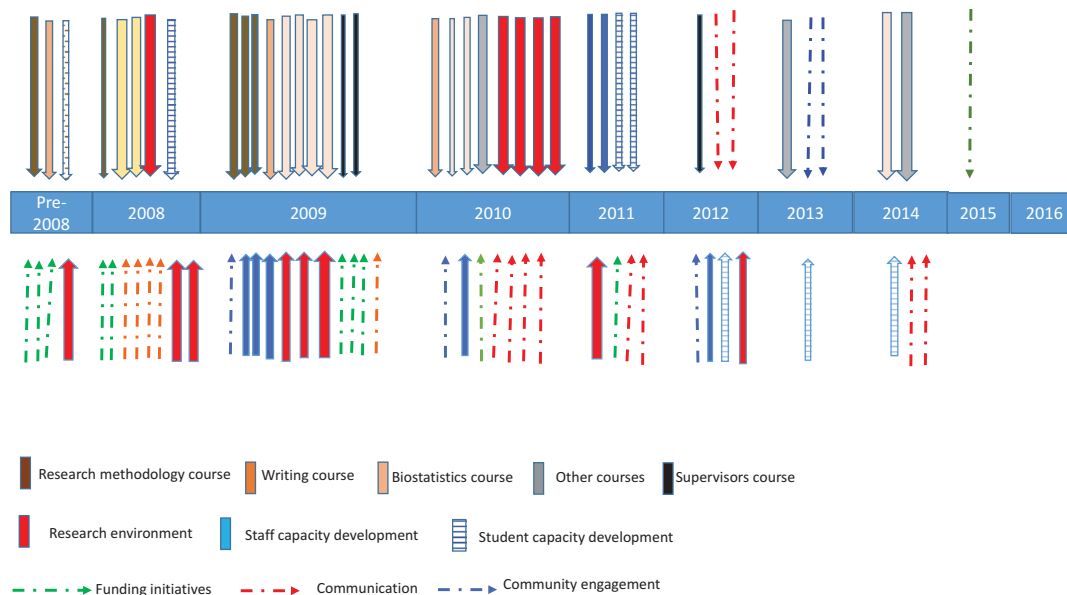 Pre-
2008
2008
2009
2010
2011
2012
2013
2014
2015
2016
Research methodology course
Writing course
Biostatistics course
Other courses
Supervisors course
Research environment
Staff capacity development
Student capacity development
Funding initiatives
Communication
Community engagement